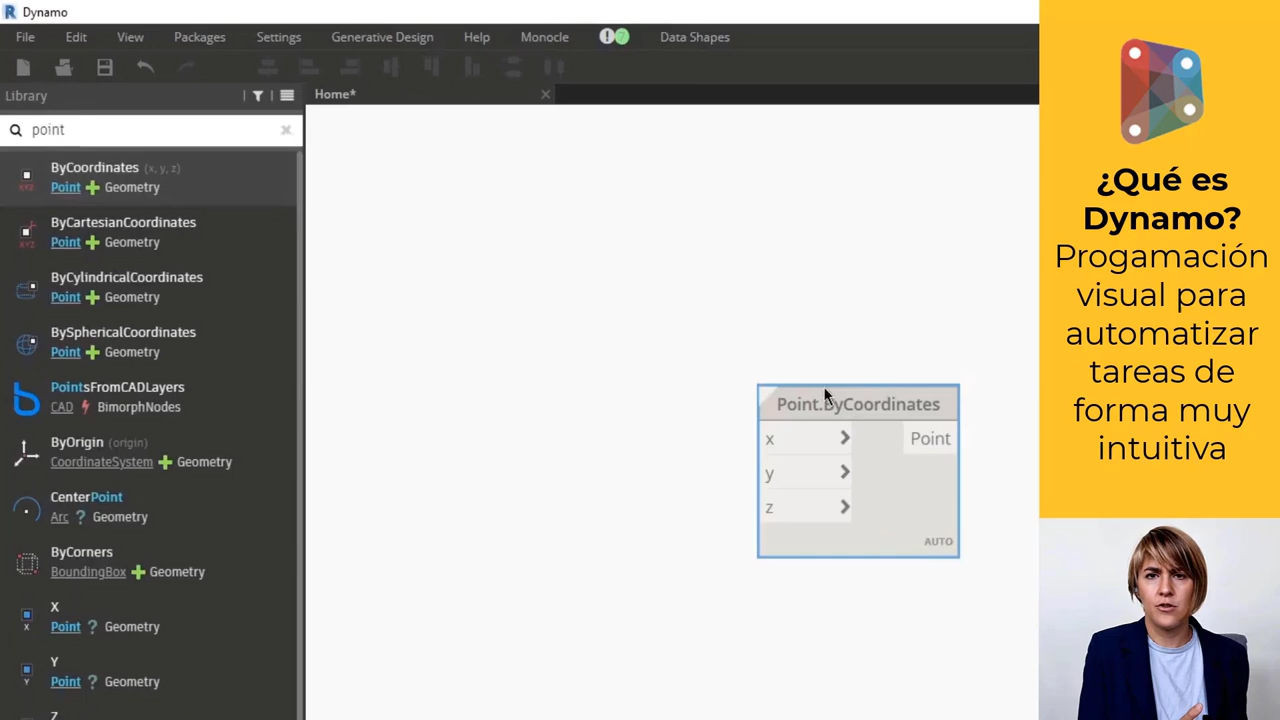 Dynamo
File Edit View Packages Settings Generative Design Help Monocle ! 7 Data Shapes
Library
Home*
point
ByCoordinates (x, y, z)
Point Geometry
ByCartesianCoordinates
Point Geometry
ByCylindricalCoordinates
Point Geometry
BySphericalCoordinates
Point Geometry
PointsFromCADLayers
CAD BimorphNodes
ByOrigin (origin)
CoordinateSystem Geometry
CenterPoint
Arc ? Geometry
ByCorners
BoundingBox Geometry
X
Point ? Geometry
Y
Point ? Geometry
Z
Point.ByCoordinates
x Point
y
z
AUTO
¿Qué es
Dynamo?
Progamación
visual para
automatizar
tareas de
forma muy
intuitiva